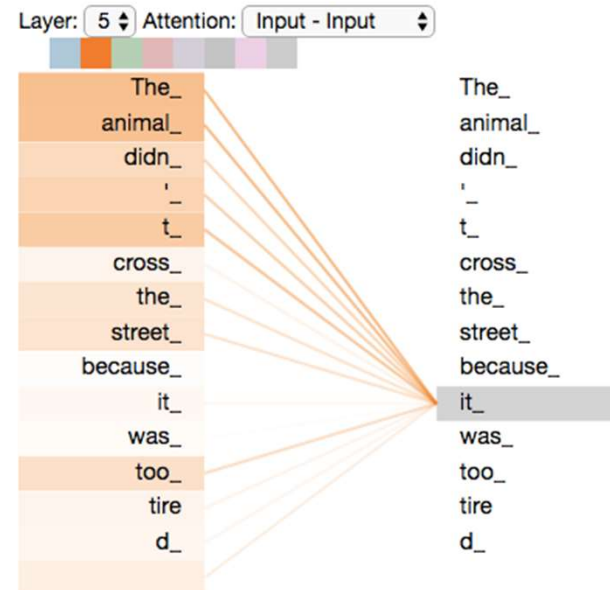 Layer: 5 Attention: Input - Input
The_ The_
animal_ animal_
didn_ didn_
'_ '_
t_ t_
cross_ cross_
the_ the_
street_ street_
because_ because_
it_ it_
was_ was_
too_ too_
tire tire
d_ d_